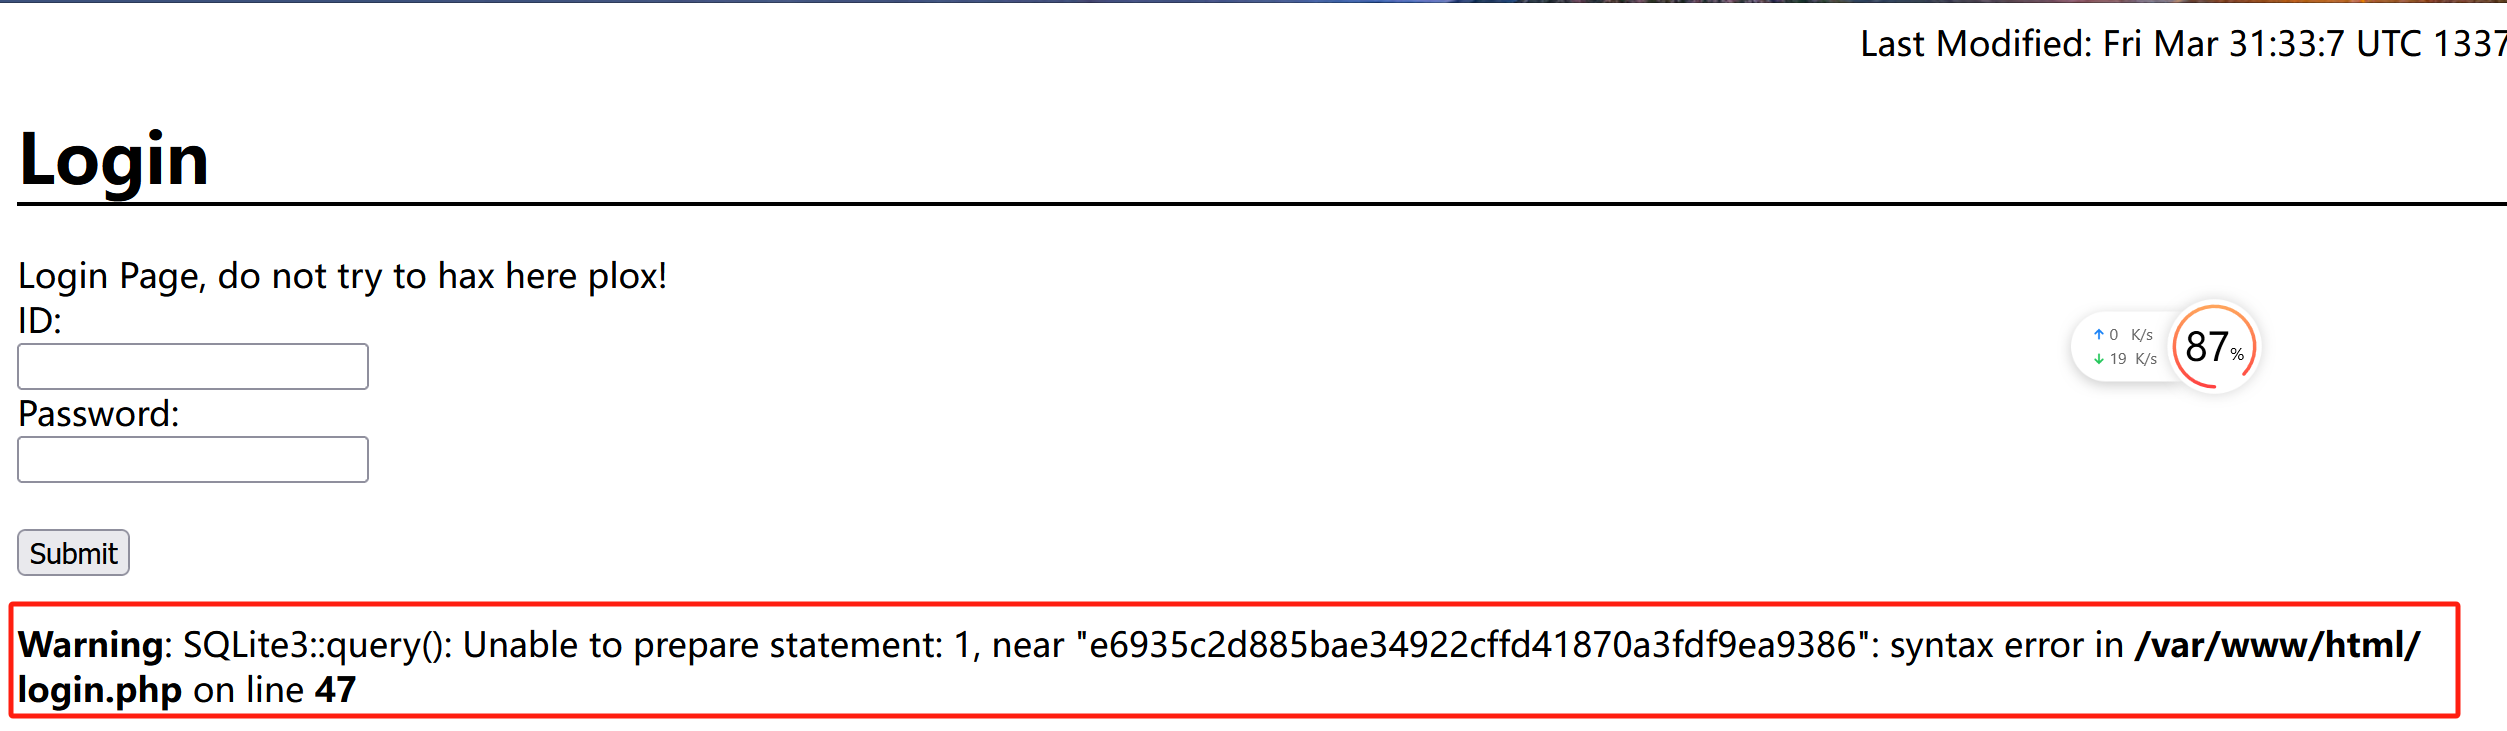 Last Modified: Fri Mar 31:33:7 UTC 1337
Login
Login Page, do not try to hax here plox!
ID:
↑ 0 K/s
87%
↓ 19 K/s
Password:
Submit
Warning: SQLite3::query(): Unable to prepare statement: 1, near "e6935c2d885bae34922cffd41870a3fdf9ea9386": syntax error in /var/www/html/
login.php on line 47